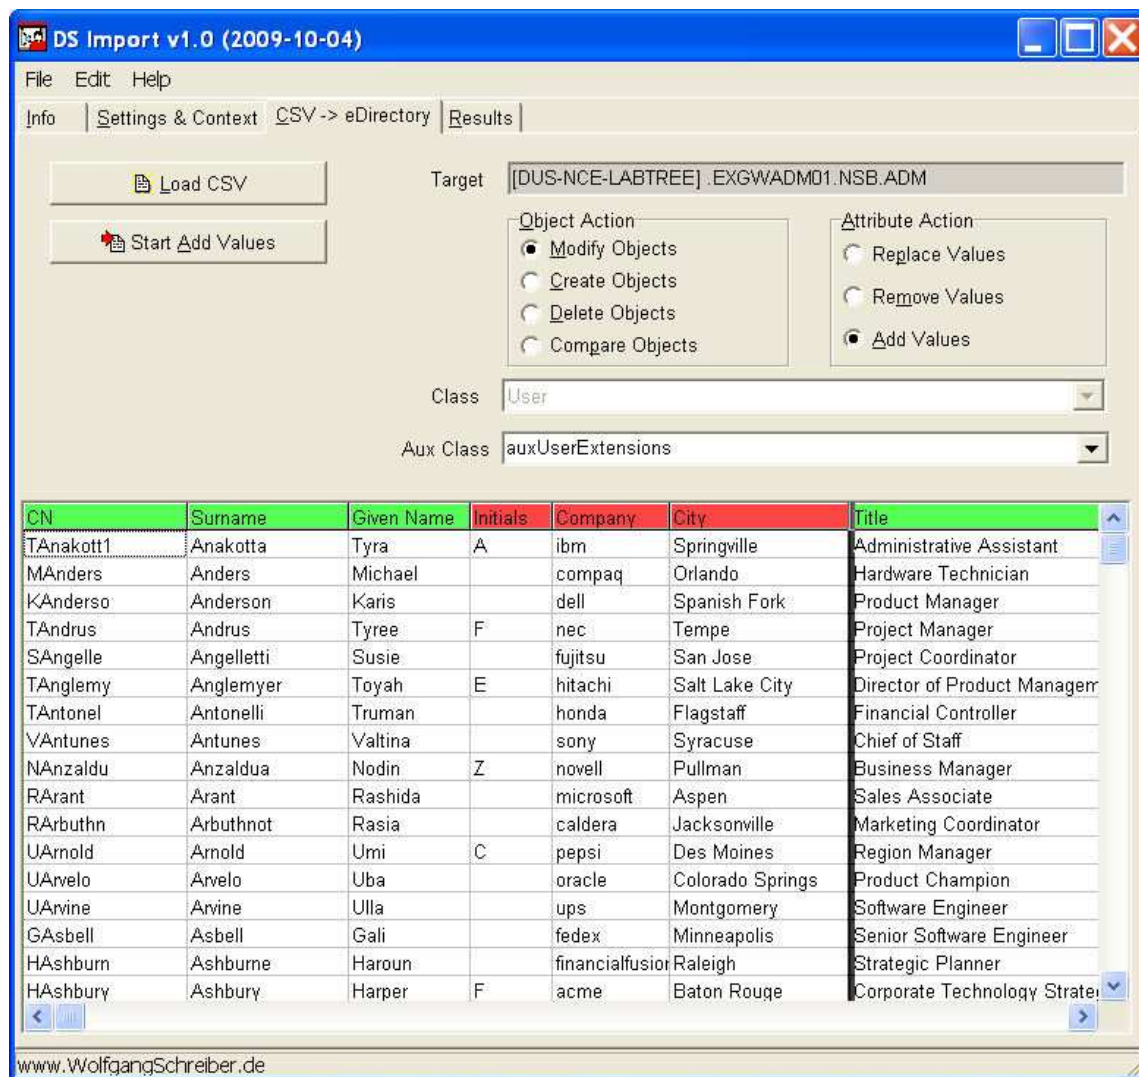 DS Import v1.0 (2009-10-04)
File Edit Help
Info Settings & Context CSV -> eDirectory Results
Load CSV
Start Add Values
Target [DUS-NCE-LABTREE] .EXGWADM01.NSB.ADM
Object Action
Modify Objects
Create Objects
Delete Objects
Compare Objects
Attribute Action
Replace Values
Remove Values
Add Values
Class User
Aux Class auxUserExtensions
CN Surname Given Name Initials Company City Title
TAnakott1 Anakotta Tyra A ibm Springville Administrative Assistant
MAnders Anders Michael compaq Orlando Hardware Technician
KAnderso Anderson Karis dell Spanish Fork Product Manager
TAndrus Andrus Tyree F nec Tempe Project Manager
SAngelle Angelletti Susie fujitsu San Jose Project Coordinator
TAnglemy Anglemyer Toyah E hitachi Salt Lake City Director of Product Managem
TAntonel Antonelli Truman honda Flagstaff Financial Controller
VAntunes Antunes Valtina sony Syracuse Chief of Staff
NAnzaldu Anzaldua Nodin Z novell Pullman Business Manager
RArant Arant Rashida microsoft Aspen Sales Associate
RArbuthn Arbuthnot Rasia caldera Jacksonville Marketing Coordinator
UArnold Arnold Umi C pepsi Des Moines Region Manager
UArvelo Arvelo Uba oracle Colorado Springs Product Champion
UArvine Arvine Ulla ups Montgomery Software Engineer
GAsbell Asbell Gali fedex Minneapolis Senior Software Engineer
HAshburn Ashburne Haroun financialfusior Raleigh Strategic Planner
HAshbury Ashbury Harper F acme Baton Rouge Corporate Technology Strate
www.WolfgangSchreiber.de